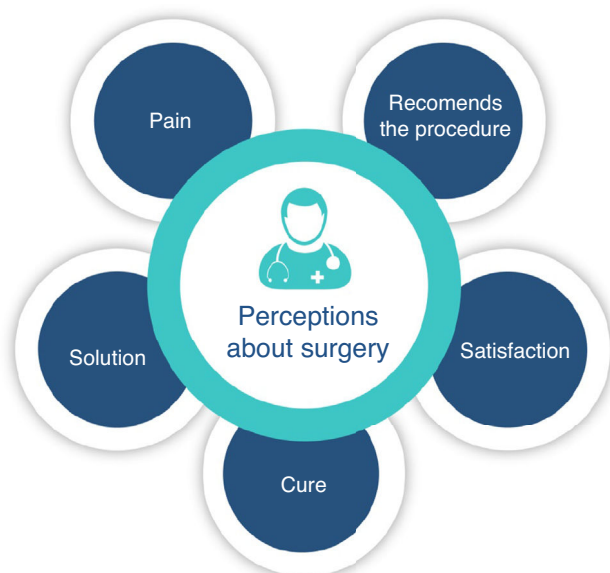 Pain
Recomends
the procedure
Perceptions
about surgery
Solution
Satisfaction
Cure